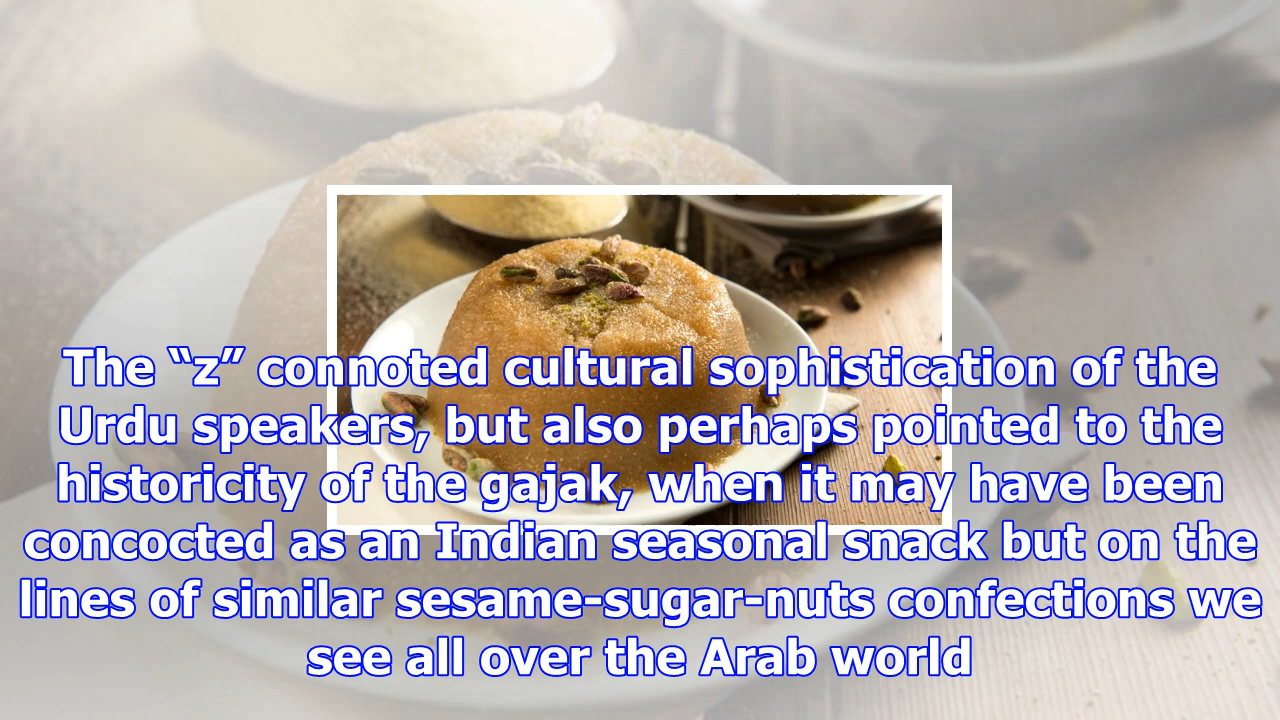 The “z” connoted cultural sophistication of the
Urdu speakers, but also perhaps pointed to the
historicity of the gajak, when it may have been
concocted as an Indian seasonal snack but on the
lines of similar sesame-sugar-nuts confections we
see all over the Arab world